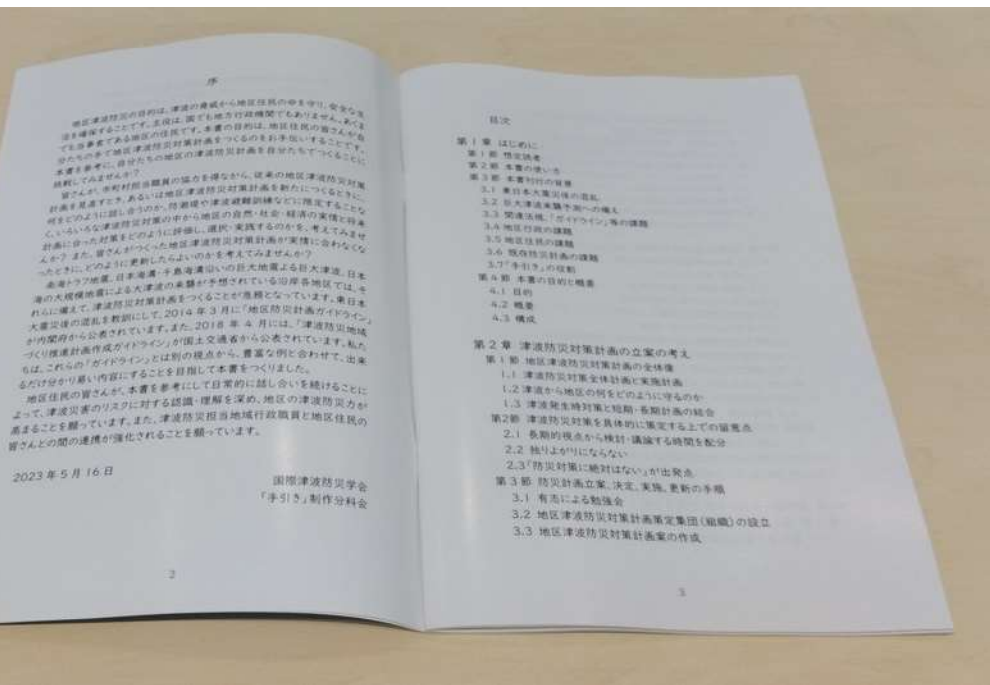 序
地区津波防災の目的は、津波の脅威から地区住民の命を守り、安全な生
活を確保することです。主役は、国でも地方行政機関でもありません。あくま
でも当事者である地区の住民です。本書の目的は、地区住民の皆さんが自
分たちの手で地区津波防災対策計画をつくるのをお手伝いすることです。
本書を参考に、自分たちの地区の津波防災計画を自分たちでつくることに
挑戦してみませんか?
皆さんが、市町村担当職員の協力を得ながら、従来の地区津波防災対策
計画を見直すとき、あるいは地区津波防災対策計画を新たにつくるときに、
何をどのように話し合うのか、防潮堤や津波避難訓練などに限定することな
く、いろいろな津波防災対策の中から地区の自然・社会・経済の実情と将来
計画に合った対策をどのように評価し、選択・実践するのかを、考えてみませ
んか? また、皆さんがつくった地区津波防災対策計画が実情に合わなくな
ったときに、どのように更新したらよいのかを考えてみませんか?
南海トラフ地震、日本海溝・千島海溝沿いの巨大地震よる巨大津波、日本
海の大規模地震による大津波の来襲が予想されている沿岸各地区では、そ
れらに備えて、津波防災対策計画をつくることが急務となっています。東日本
大震災後の混乱を教訓にして、2014 年 3 月に「地区防災計画ガイドライン」
が内閣府から公表されています。また、2018 年 4 月には、「津波防災地域
づくり推進計画作成ガイドライン」が国土交通省から公表されています。私た
ちは、これらの「ガイドライン」とは別の視点から、豊富な例と合わせて、出来
るだけ分かり易い内容にすることを目指して本書をつくりました。
地区住民の皆さんが、本書を参考にして日常的に話し合いを続けることに
よって、津波災害のリスクに対する認識・理解を深め、地区の津波防災力が
高まることを願っています。また、津波防災担当地域行政職員と地区住民の
皆さんとの間の連携が強化されることを願っています。
2023 年 5 月 16 日
国際津波防災学会
「手引き」制作分科会
2
目次
第 1 章 はじめに
第 1 節 想定読者
第 2 節 本書の使い方
第 3 節 本書刊行の背景
3.1 東日本大震災後の混乱
3.2 巨大津波来襲予測への備え
3.3 関連法規、「ガイドライン」等の課題
3.4 地区行政の課題
3.5 地区住民の課題
3.6 既存防災計画の課題
3.7「手引き」の役割
第 4 節 本書の目的と概要
4.1 目的
4.2 概要
4.3 構成
第 2 章 津波防災対策計画の立案の考え
第 1 節 地区津波防災対策計画の全体像
1.1 津波防災対策全体計画と実施計画
1.2 津波から地区の何をどのように守るのか
1.3 津波発生時対策と短期・長期計画の総合
第2節 津波防災対策を具体的に策定する上での留意点
2.1 長期的視点から検討・議論する時間を配分
2.2 独りよがりにならない
2.3「防災対策に絶対はない」が出発点
第 3 節 防災計画立案、決定、実施、更新の手順
3.1 有志による勉強会
3.2 地区津波防災対策計画策定集団(組織)の設立
3.3 地区津波防災対策計画案の作成
3